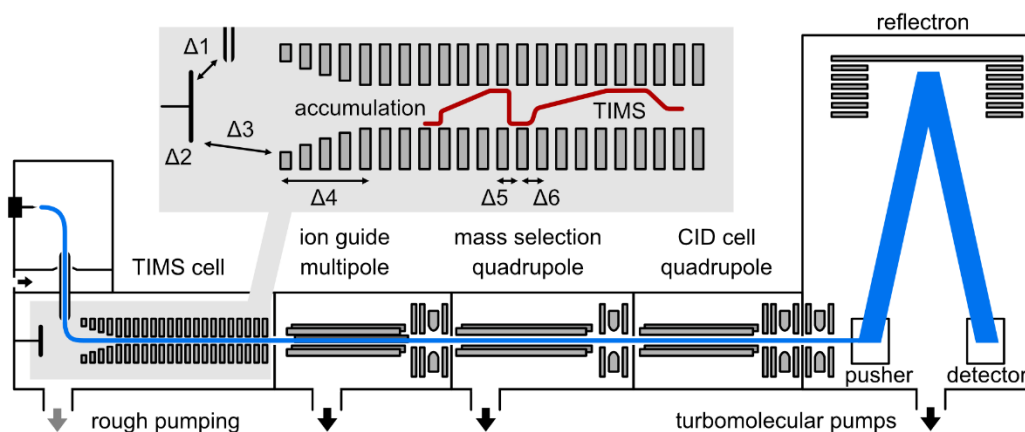 reflectron
Δ1
accumulation
TIMS
Δ3
Δ2
Δ4
Δ5
Δ6
ion guide
multipole
mass selection
quadrupole
CID cell
quadrupole
TIMS cell
pusher
detector
rough pumping
turbomolecular pumps